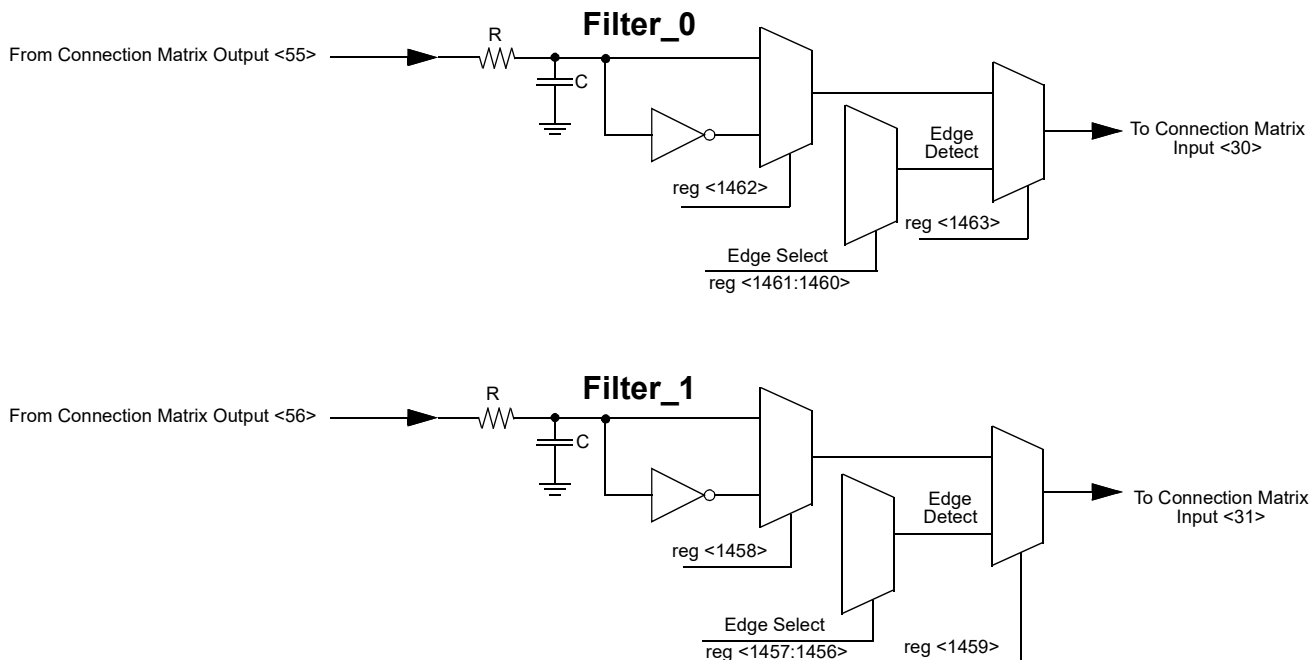 Filter_0
From Connection Matrix Output <55>
R
C
Edge
Detect
To Connection Matrix
Input <30>
reg <1462>
reg <1463>
Edge Select
reg <1461:1460>
Filter_1
From Connection Matrix Output <56>
R
C
Edge
Detect
To Connection Matrix
Input <31>
reg <1458>
Edge Select
reg <1457:1456>
reg <1459>